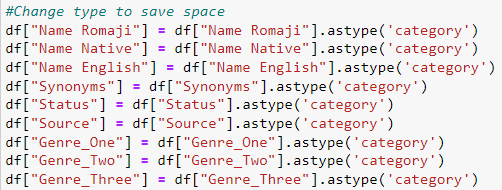 #Change type to save space
df["Name Romaji"] = df["Name Romaji"].astype('category')
df["Name Native"] = df["Name Native"].astype('category')
df["Name English"] = df["Name English"].astype('category')
df["Synonyms"] = df["Synonyms"].astype('category')
df["Status"] = df["Status"].astype('category')
df["Source"] = df["Source"].astype('category')
df["Genre_One"] = df["Genre_One"].astype('category')
df["Genre_Two"] = df["Genre_Two"].astype('category')
df["Genre_Three"] = df["Genre_Three"].astype('category')